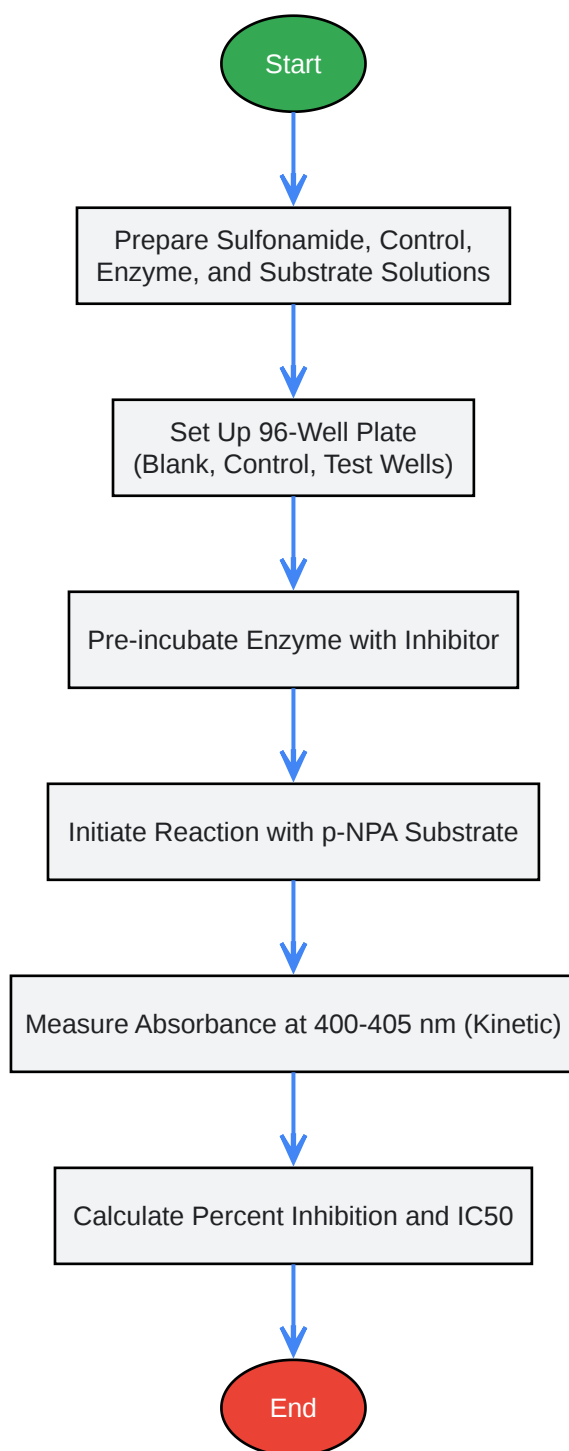 Start
Prepare Sulfonamide, Control,
Enzyme, and Substrate Solutions
Set Up 96-Well Plate
(Blank, Control, Test Wells)
Pre-incubate Enzyme with Inhibitor
Initiate Reaction with p-NPA Substrate
Measure Absorbance at 400-405 nm (Kinetic)
Calculate Percent Inhibition and IC50
End